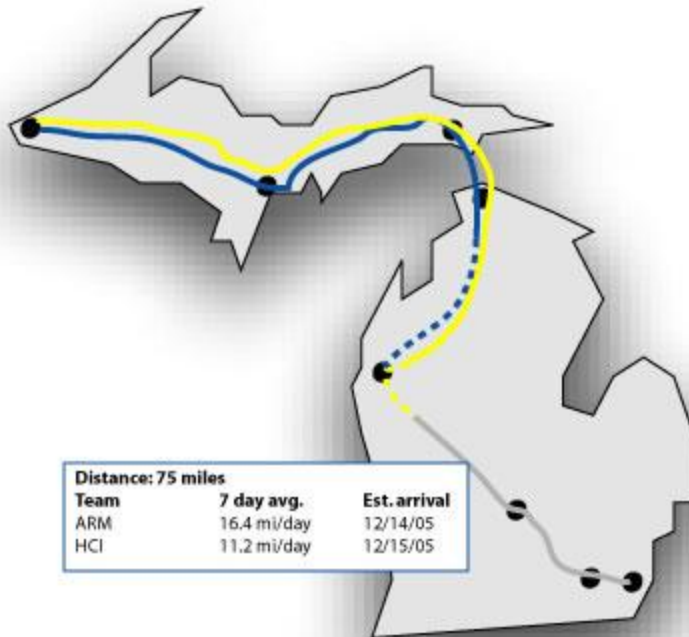 Distance: 75 miles
Team 7 day avg. Est. arrival
ARM 16.4 mi/day 12/14/05
HCI 11.2 mi/day 12/15/05